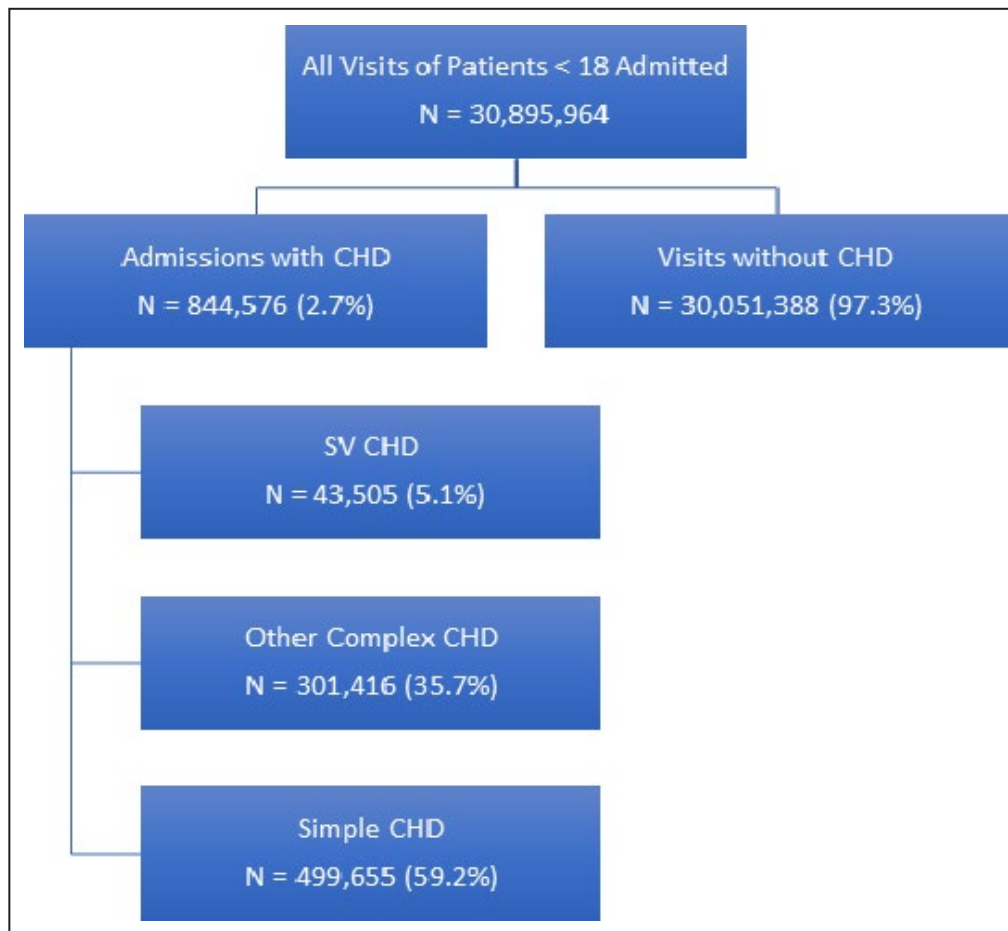 All Visits of Patients < 18 Admitted
N = 30,895,964
Admissions with CHD
N = 844,576 (2.7%)
Visits without CHD
N = 30,051,388 (97.3%)
SV CHD
N = 43,505 (5.1%)
Other Complex CHD
N = 301,416 (35.7%)
Simple CHD
N = 499,655 (59.2%)